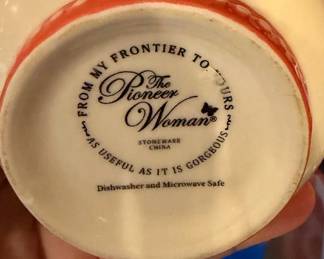 FROM MY FRONTIER TO YOURS
The
Pioneer
Woman®
STONEWARE
CHINA
AS USEFUL AS IT IS GORGEOUS
Dishwasher and Microwave Safe